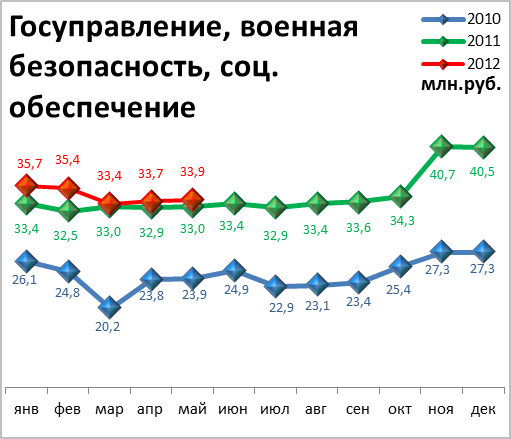 Госуправление, военная
безопасность, соц.
обеспечение
2010
2011
2012
млн.руб.
35,7 35,4 33,4 33,7 33,9
33,4 32,5 33,0 32,9 33,0 33,4 32,9 33,4 33,6 34,3 40,7 40,5
26,1 24,8 20,2 23,8 23,9 24,9 22,9 23,1 23,4 25,4 27,3 27,3
янв фев мар апр май июн июл авг сен окт ноя дек